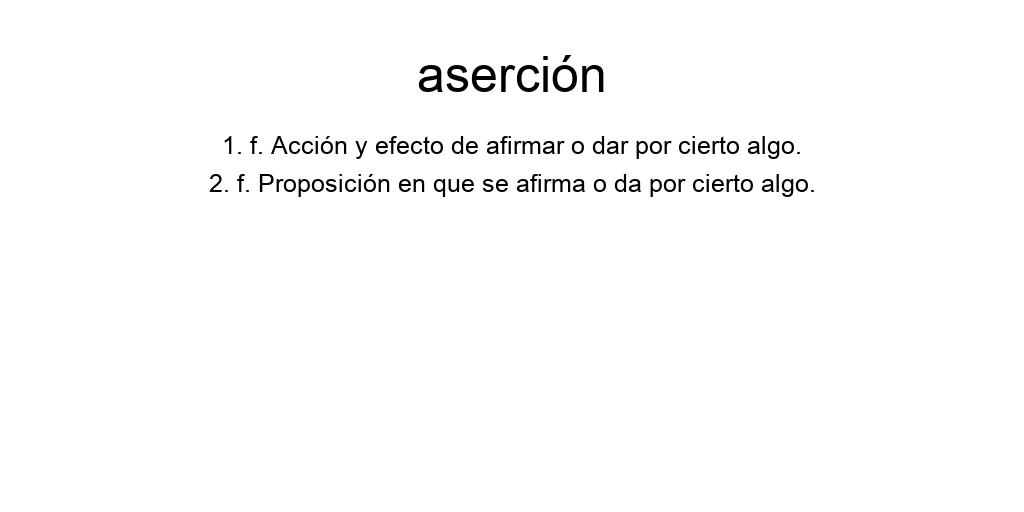 aserción
1. f. Acción y efecto de afirmar o dar por cierto algo.
2. f. Proposición en que se afirma o da por cierto algo.